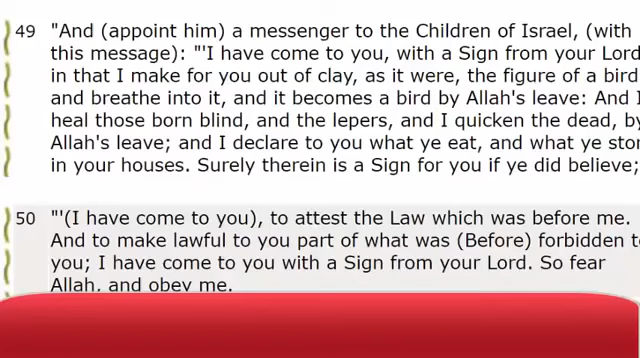 49 "And (appoint him) a messenger to the Children of Israel, (with
this message): "'I have come to you, with a Sign from your Lord
in that I make for you out of clay, as it were, the figure of a bird
and breathe into it, and it becomes a bird by Allah's leave: And I
heal those born blind, and the lepers, and I quicken the dead, by
Allah's leave; and I declare to you what ye eat, and what ye stor
in your houses. Surely therein is a Sign for you if ye did believe;
50 "'(I have come to you), to attest the Law which was before me.
And to make lawful to you part of what was (Before) forbidden t
you; I have come to you with a Sign from your Lord. So fear
Allah, and obey me.